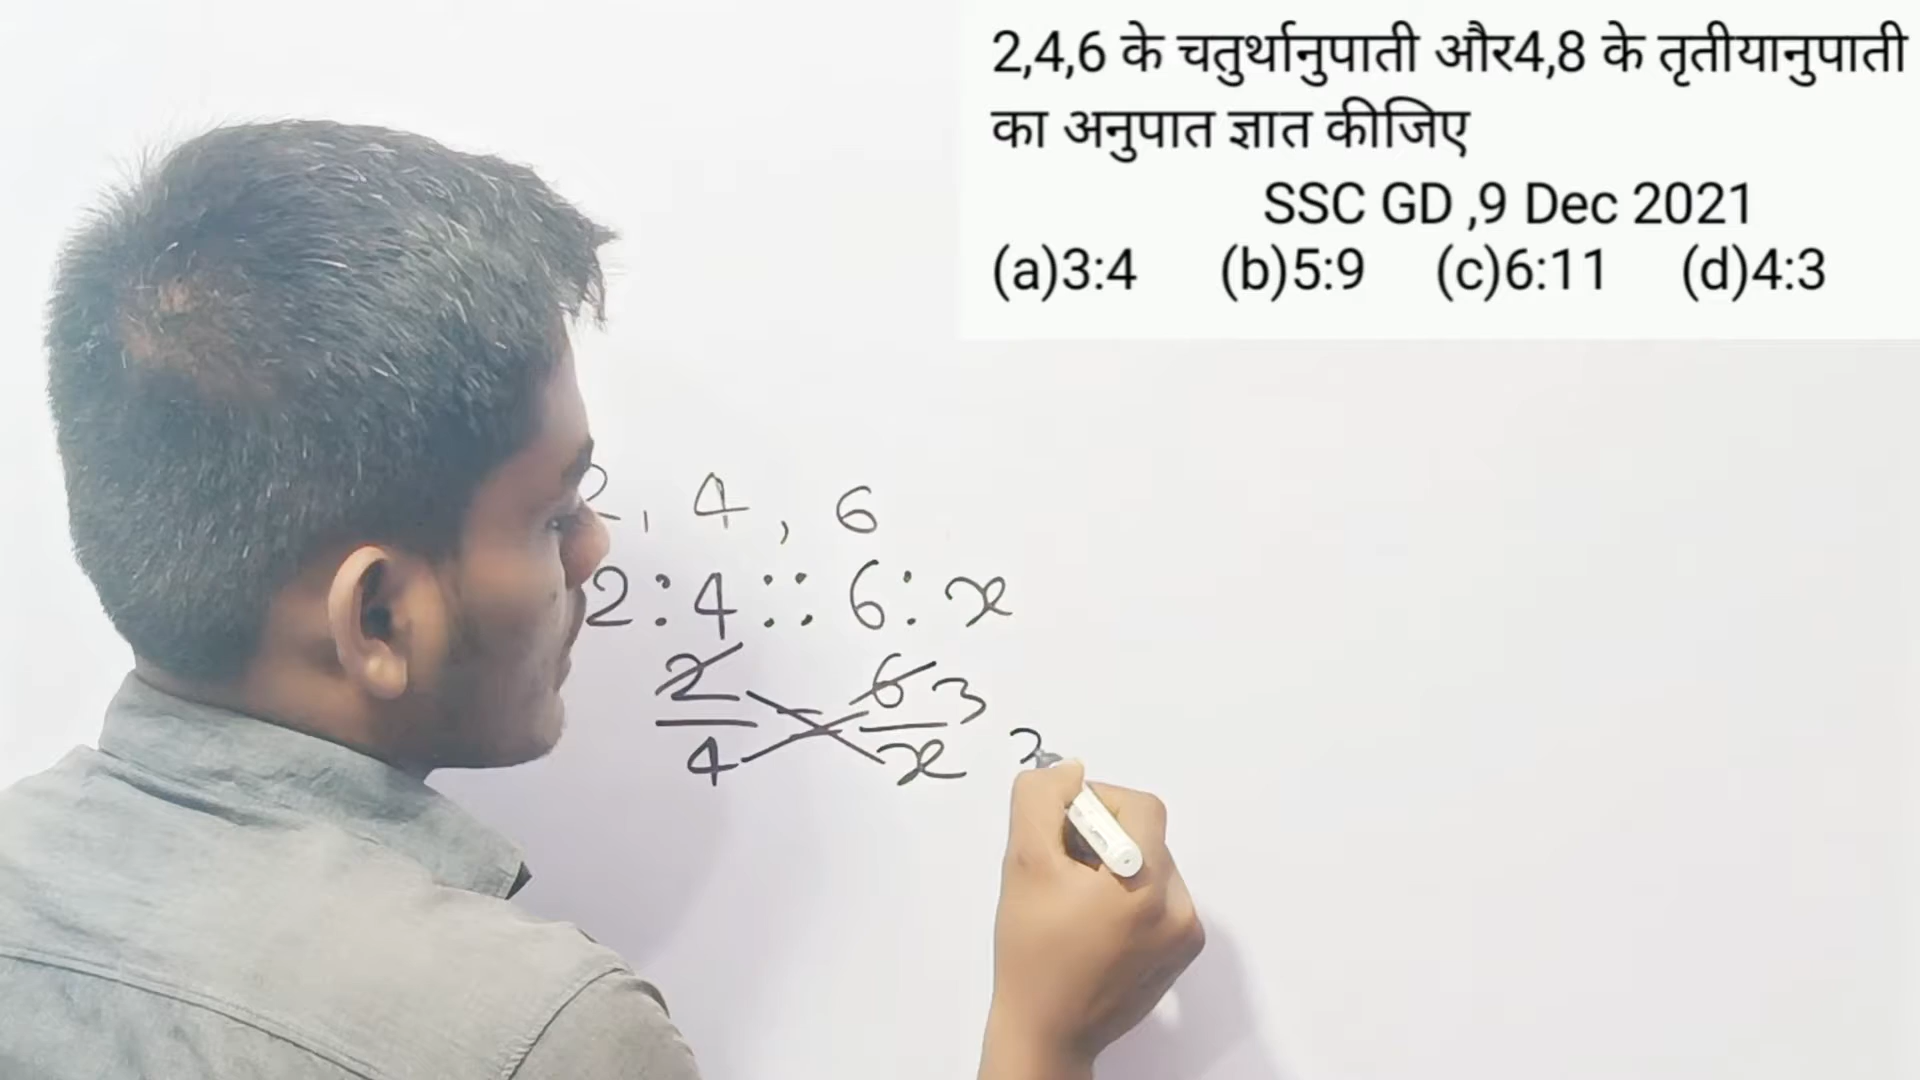 2,4,6 के चतुर्थानुपाती और4,8 के तृतीयानुपाती
का अनुपात ज्ञात कीजिए
SSC GD ,9 Dec 2021
(a)3:4 (b)5:9 (c)6:11 (d)4:3
2, 4, 6
2:4::6:x
2/4 = 6/x 3